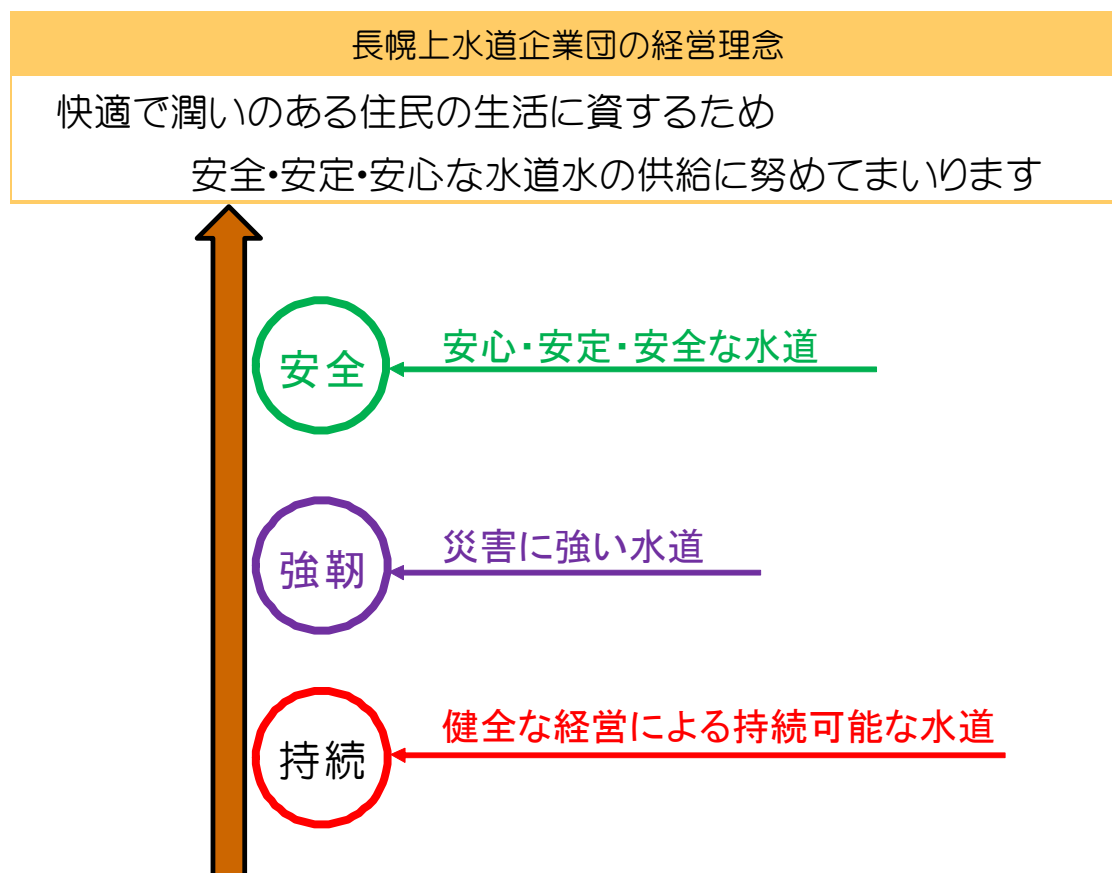 長幌上水道企業団の経営理念
快適で潤いのある住民の生活に資するため
安全・安定・安心な水道水の供給に努めてまいります
安全
安心・安定・安全な水道
強靭
災害に強い水道
持続
健全な経営による持続可能な水道